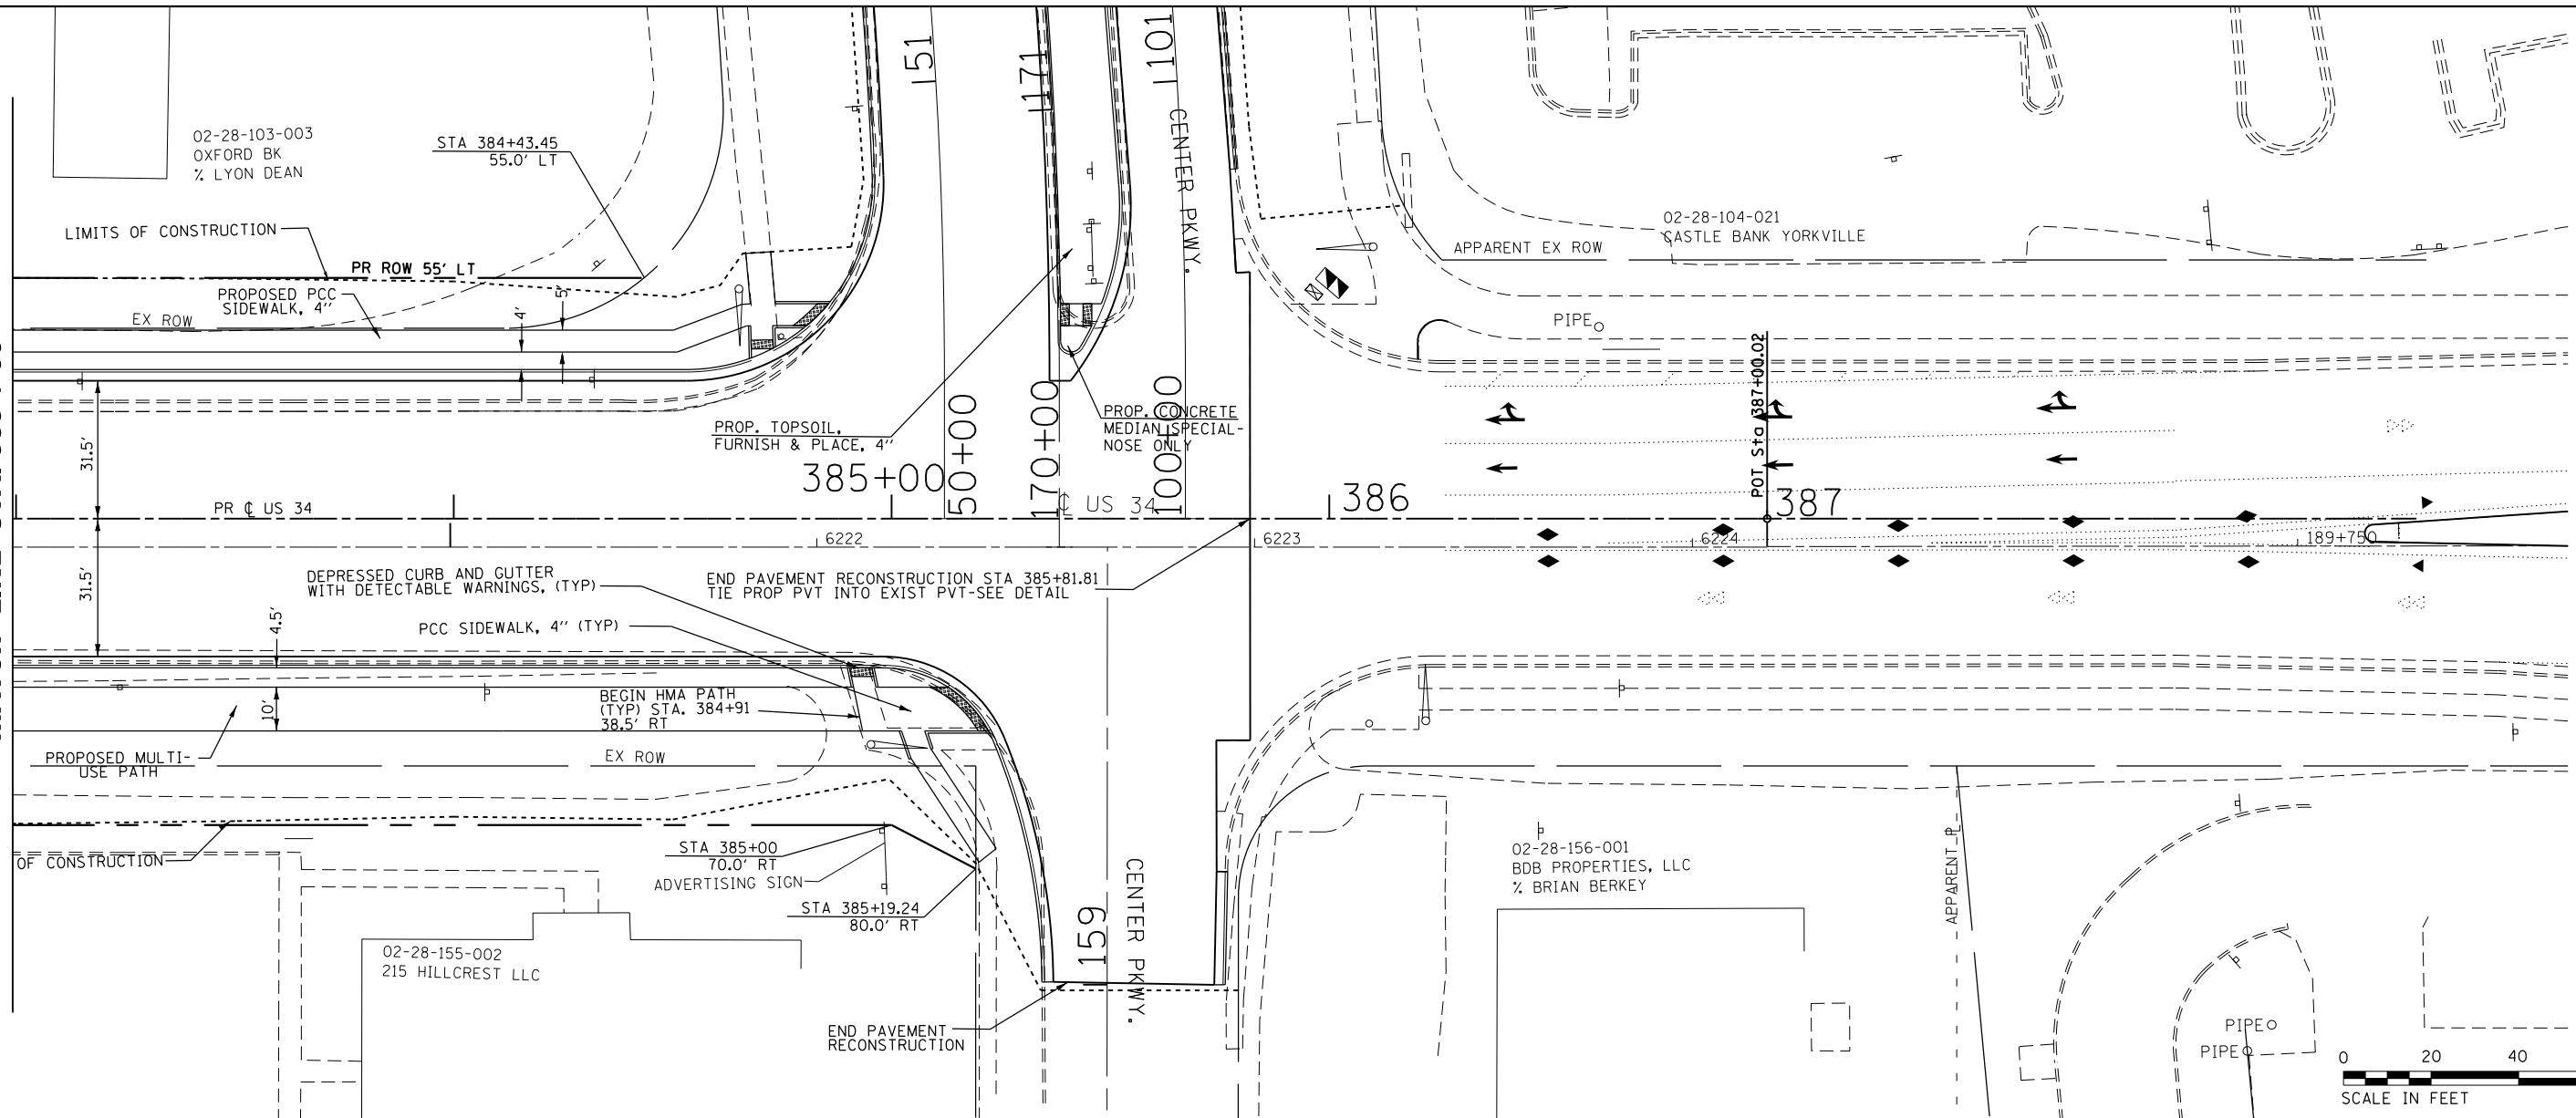 51
171
101
CENTER PKWY.
02-28-103-003
OXFORD BK
% LYON DEAN
STA 384+43.45
55.0' LT
LIMITS OF CONSTRUCTION
PR ROW 55' LT
PROPOSED PCC
SIDEWALK, 4''
EX ROW
5'
4'
02-28-104-021
CASTLE BANK YORKVILLE
APPARENT EX ROW
PIPE
POT Sta 387+00.02
PROP. TOPSOIL,
FURNISH & PLACE, 4''
PROP. CONCRETE
MEDIAN SPECIAL-
NOSE ONLY
31.5'
385+00
50+00
170+00
100+00
386
387
PR ℄ US 34
℄ US 34
6222
6223
6224
189+750
31.5'
DEPRESSED CURB AND GUTTER
WITH DETECTABLE WARNINGS, (TYP)
END PAVEMENT RECONSTRUCTION STA 385+81.81
TIE PROP PVT INTO EXIST PVT-SEE DETAIL
4.5'
PCC SIDEWALK, 4'' (TYP)
10'
BEGIN HMA PATH
(TYP) STA. 384+91
38.5' RT
PROPOSED MULTI-
USE PATH
EX ROW
OF CONSTRUCTION
STA 385+00
70.0' RT
ADVERTISING SIGN
STA 385+19.24
80.0' RT
159
CENTER PKWY.
02-28-156-001
BDB PROPERTIES, LLC
% BRIAN BERKEY
APPARENT P
02-28-155-002
215 HILLCREST LLC
END PAVEMENT
RECONSTRUCTION
PIPE
PIPE
0 20 40
SCALE IN FEET